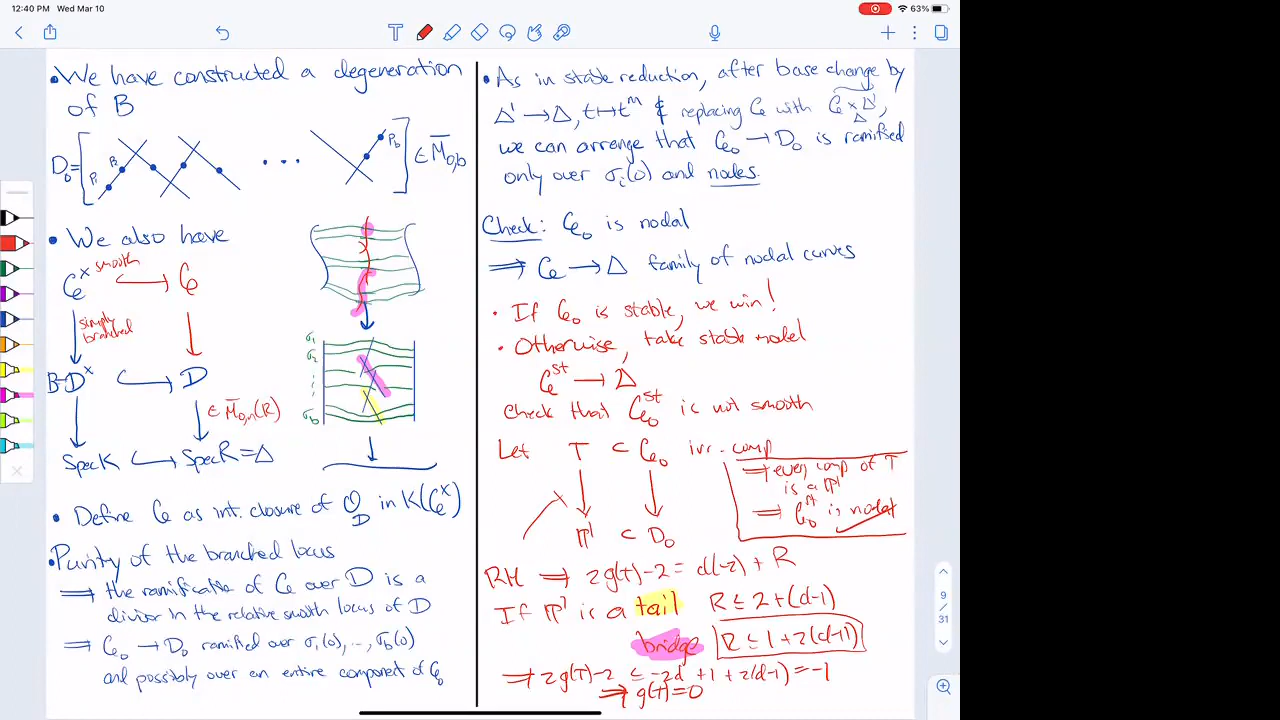 12:40 PM Wed Mar 10
63%
• We have constructed a degeneration
of B
D₀ = [ P₁ P₂ ... P_b ] ∈ M̄₀,b
• We also have
C^× smooth ↪ C
simply branched
B=D^× ↪ D
∈ M̄₀,n(R)
Spec K ↪ Spec R = Δ
σ₁
σ₂
⋮
σ_b
• Define C as int. closure of O_D in K(C^×)
• Purity of the branched locus
⟹ the ramification of C over D is a
divisor in the relative smooth locus of D
⟹ C₀ → D₀ ramified over σ₁(0), ..., σ_b(0)
and possibly over an entire component of C₀
• As in stable reduction, after base change by
Δ' → Δ, t ↦ t^m & replacing C with C ×_Δ Δ',
we can arrange that C₀ → D₀ is ramified
only over σᵢ(0) and nodes.
Check: C₀ is nodal
⟹ C → Δ family of nodal curves
• If C₀ is stable, we win!
• Otherwise, take stable model
C^st → Δ
Check that C₀^st is not smooth
Let T ⊂ C₀ irr. comp
P¹ ⊂ D₀
⟹ every comp of T
is a P¹
⟹ C₀^st is nodal
RH ⟹ 2g(T)-2 = d(-2) + R
If P¹ is a tail R ≤ 2+(d-1)
bridge R ≤ 1+2(d-1)
⟹ 2g(T)-2 ≤ -2d +1 + 2(d-1) = -1
⟹ g(T)=0
9
/
31